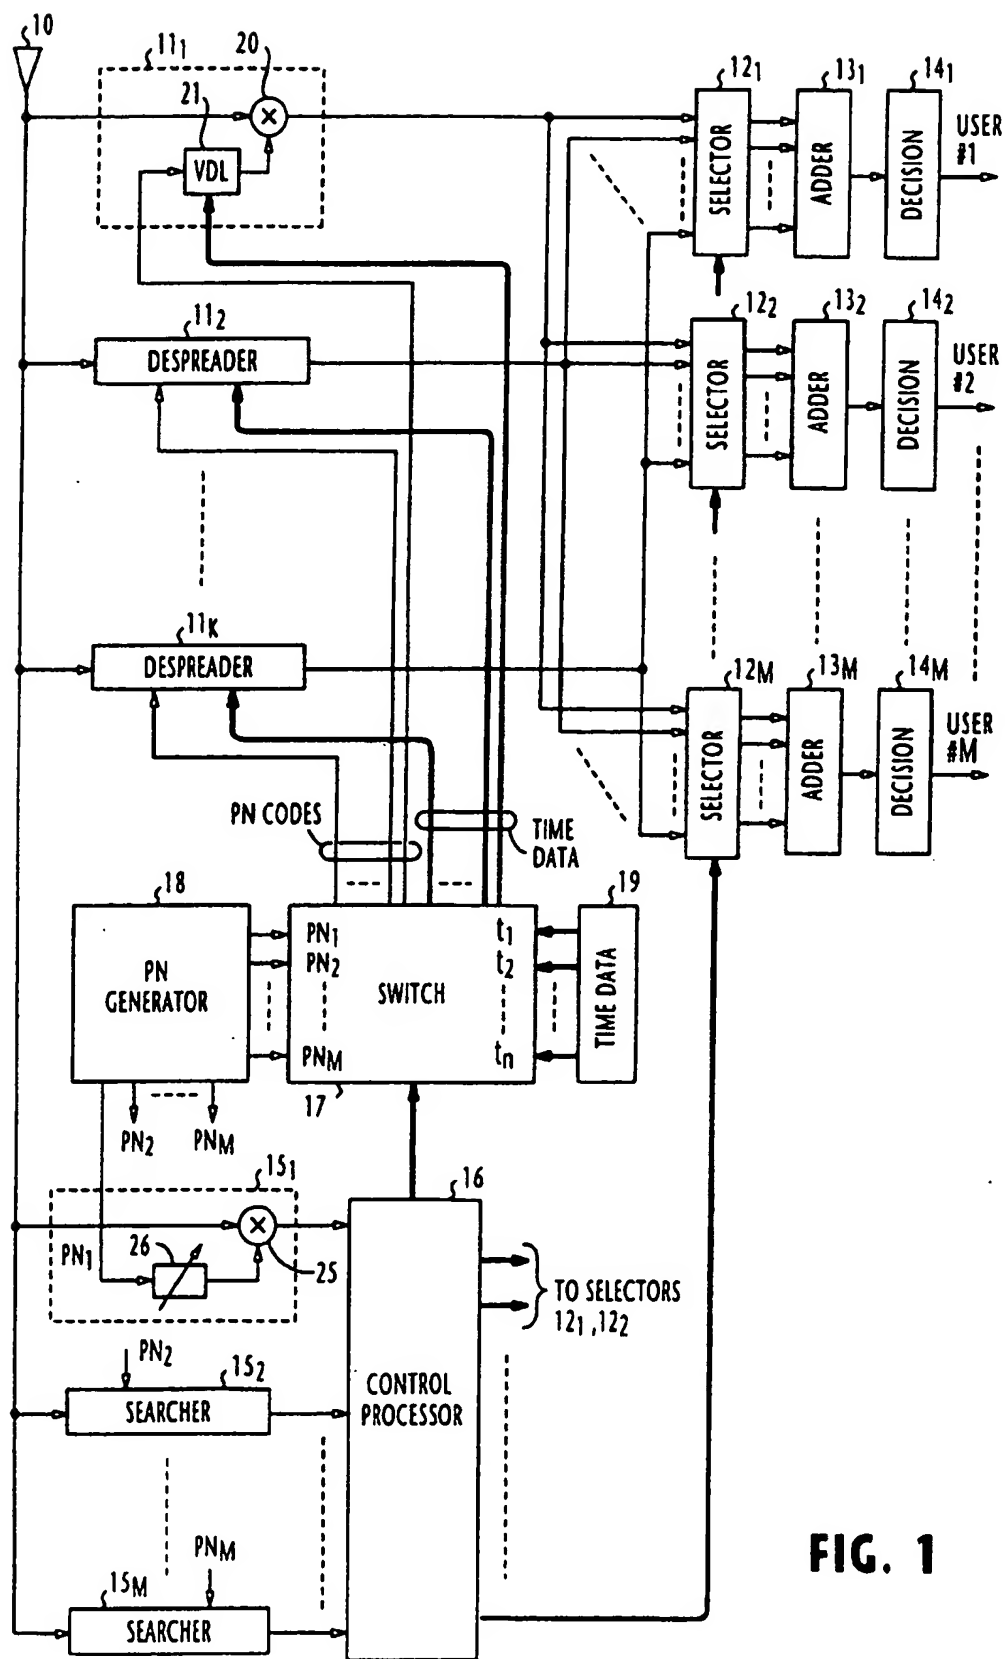 10
11₁
20
21
VDL
12₁
13₁
14₁
SELECTOR
ADDER
DECISION
USER
#1
11₂
DESPREADER
12₂
13₂
14₂
SELECTOR
ADDER
DECISION
USER
#2
11K
DESPREADER
12M
13M
14M
SELECTOR
ADDER
DECISION
USER
#M
PN CODES
TIME
DATA
18
PN
GENERATOR
PN₁
PN₂
PNM
SWITCH
t₁
t₂
tn
17
19
TIME DATA
PN₂
PNM
15₁
PN₁
26
25
16
CONTROL
PROCESSOR
TO SELECTORS
12₁ ,12₂
PN₂
15₂
SEARCHER
PNM
15M
SEARCHER
FIG. 1